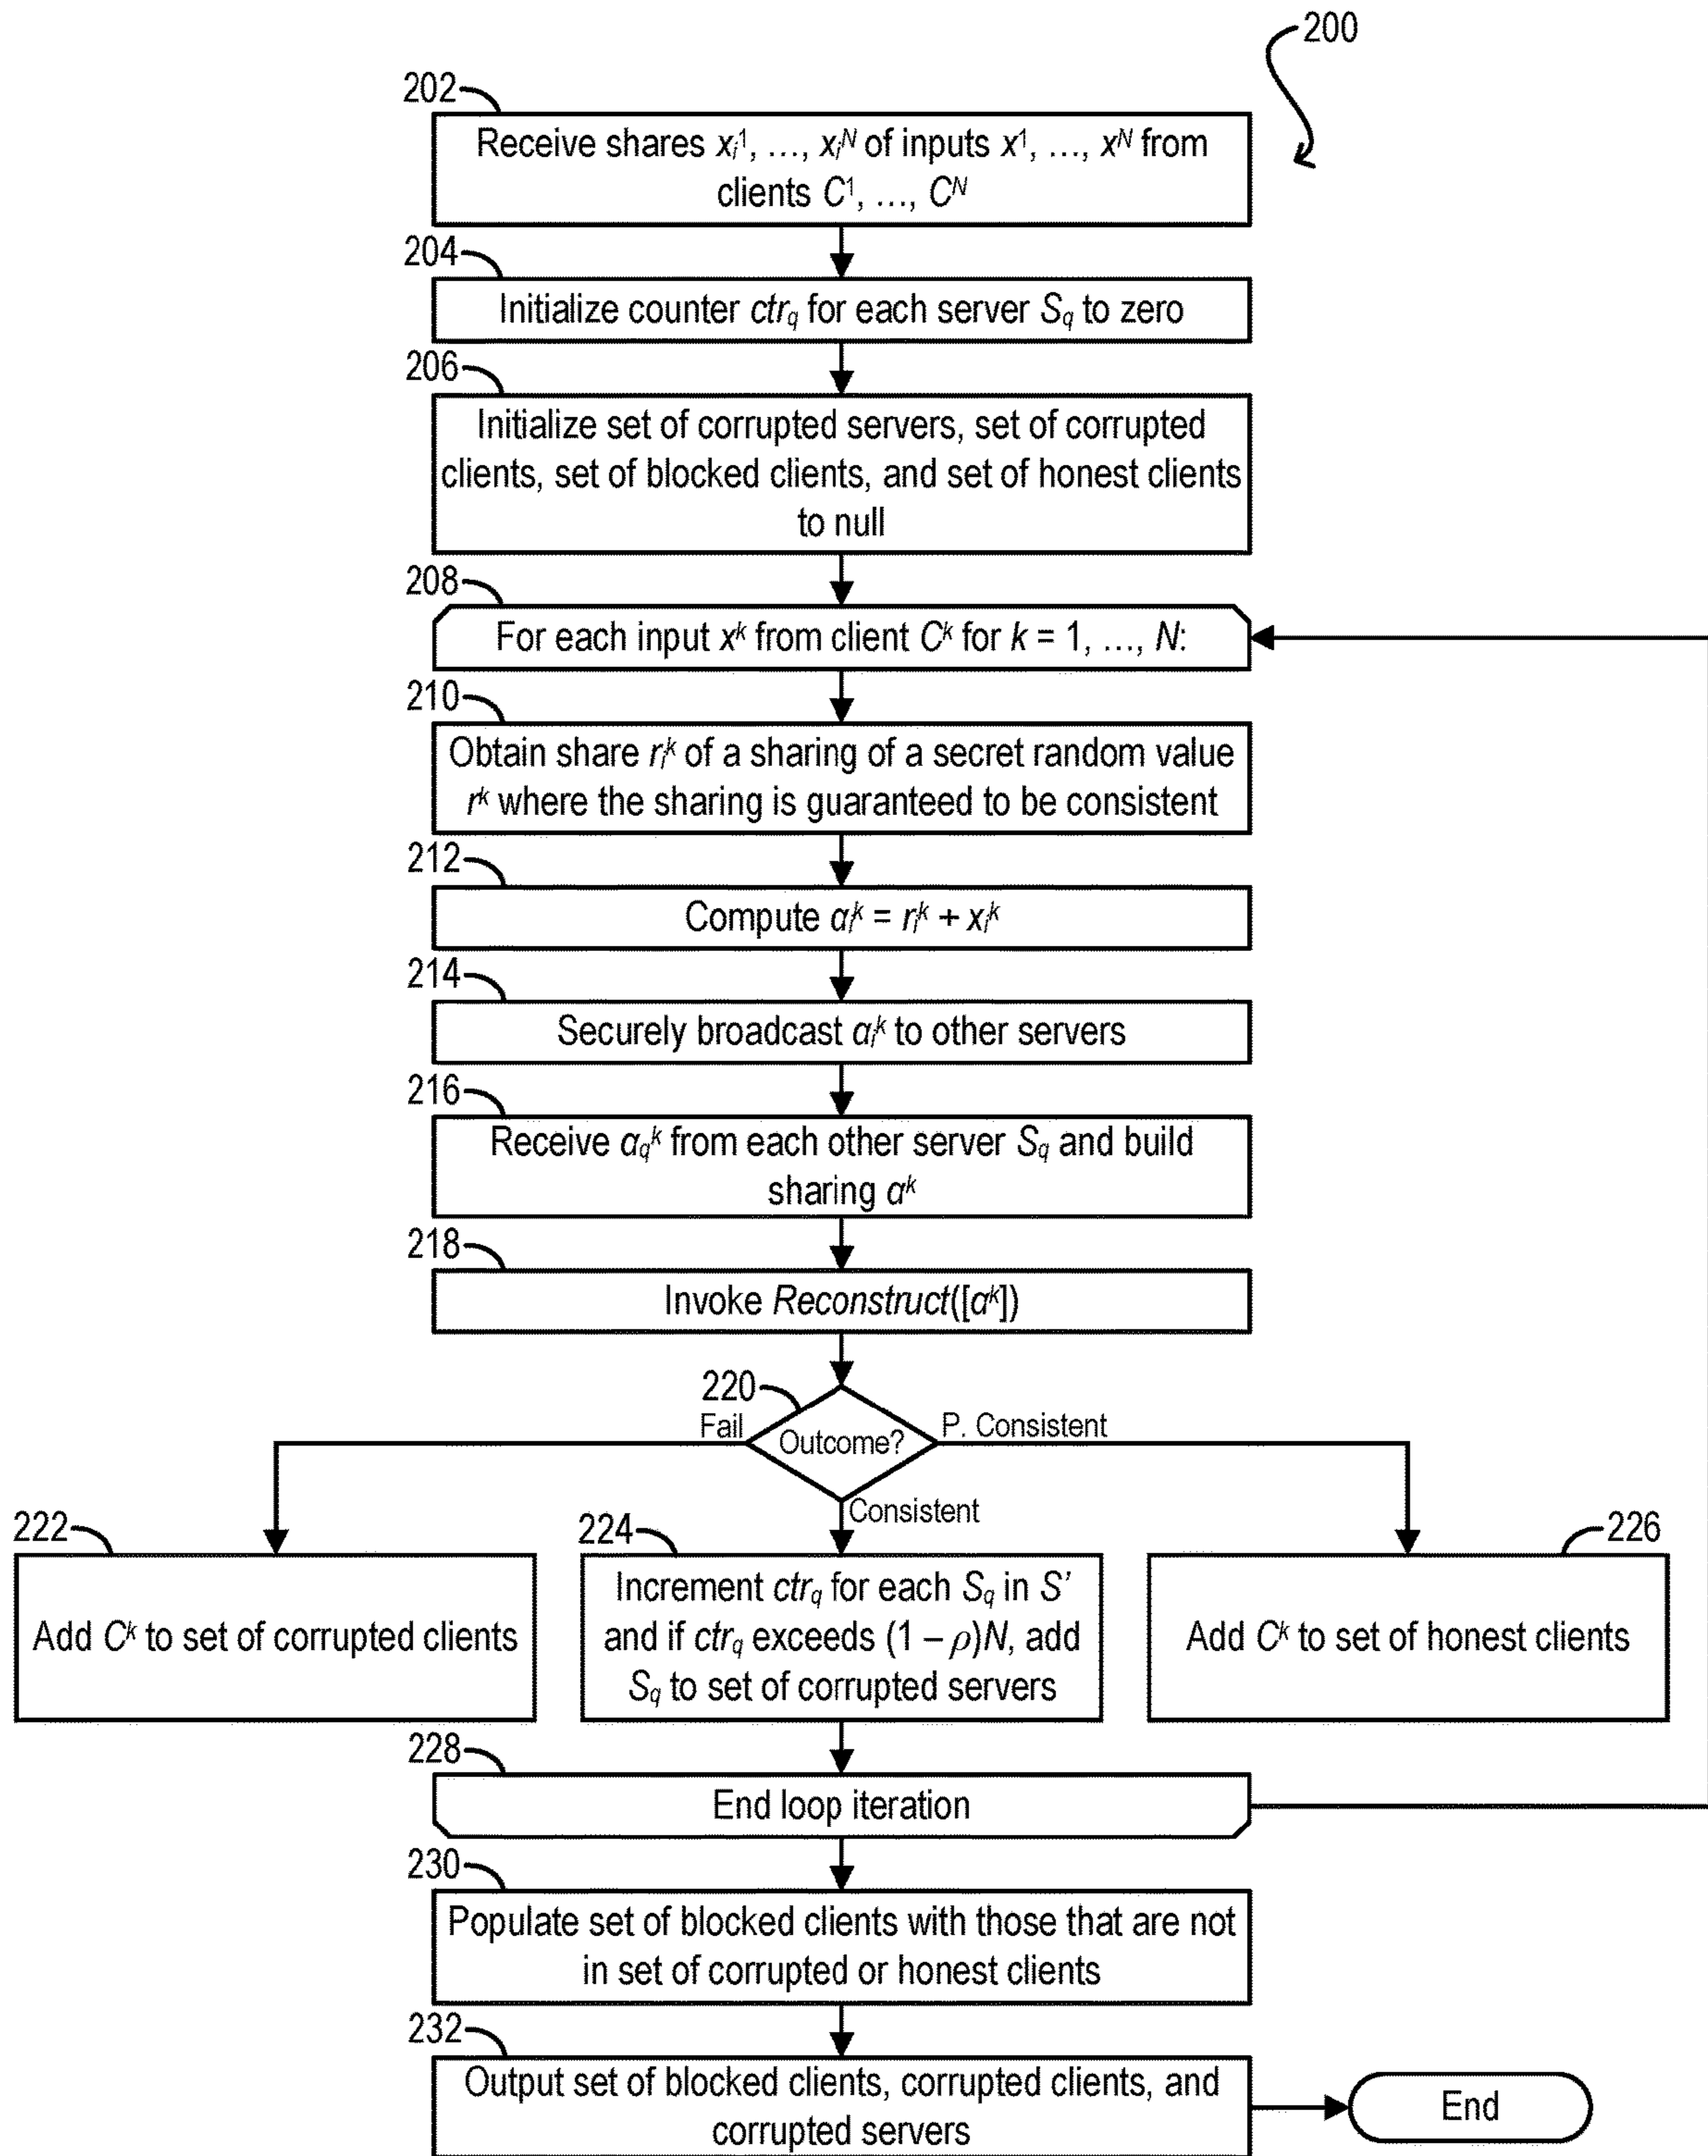 200
202
Receive shares xᵢ¹, …, xᵢᴺ of inputs x¹, …, xᴺ from
clients C¹, …, Cᴺ
204
Initialize counter ctr_q for each server S_q to zero
206
Initialize set of corrupted servers, set of corrupted
clients, set of blocked clients, and set of honest clients
to null
208
For each input xᵏ from client Cᵏ for k = 1, …, N:
210
Obtain share rᵢᵏ of a sharing of a secret random value
rᵏ where the sharing is guaranteed to be consistent
212
Compute αᵢᵏ = rᵢᵏ + xᵢᵏ
214
Securely broadcast αᵢᵏ to other servers
216
Receive α_qᵏ from each other server S_q and build
sharing αᵏ
218
Invoke Reconstruct([αᵏ])
220
Fail
Outcome?
P. Consistent
Consistent
222
Add Cᵏ to set of corrupted clients
224
Increment ctr_q for each S_q in S’
and if ctr_q exceeds (1 – ρ)N, add
S_q to set of corrupted servers
226
Add Cᵏ to set of honest clients
228
End loop iteration
230
Populate set of blocked clients with those that are not
in set of corrupted or honest clients
232
Output set of blocked clients, corrupted clients, and
corrupted servers
End